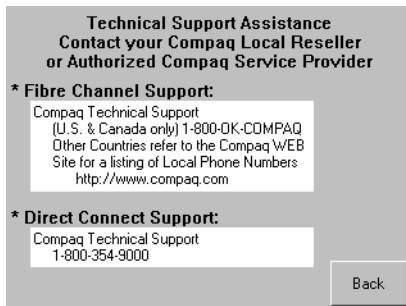 Technical Support Assistance
Contact your Compaq Local Reseller
or Authorized Compaq Service Provider
* Fibre Channel Support:
Compaq Technical Support
(U.S. & Canada only) 1-800-OK-COMPAQ
Other Countries refer to the Compaq WEB
Site for a listing of Local Phone Numbers
http://www.compaq.com
* Direct Connect Support:
Compaq Technical Support
1-800-354-9000
Back